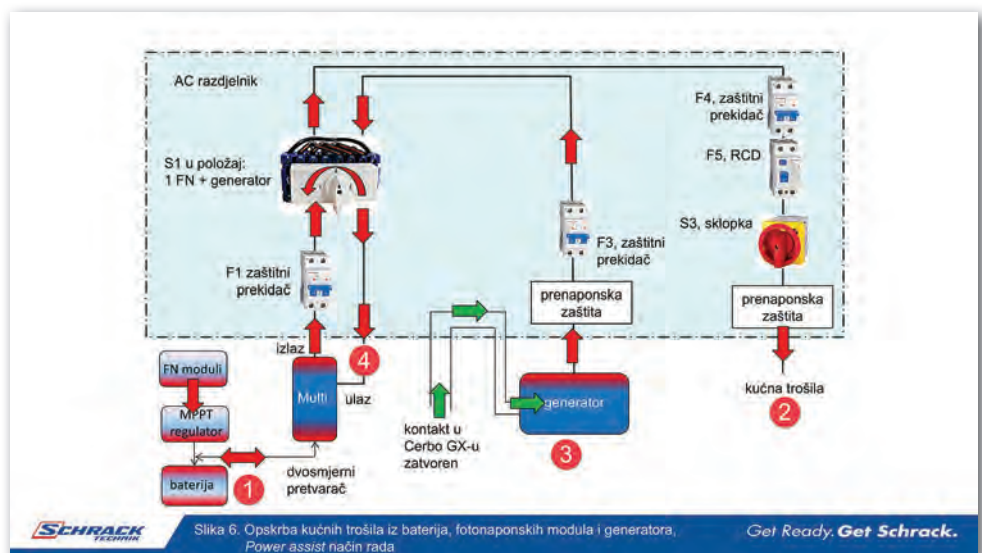 AC razdjelnik
S1 u položaj:
1 FN + generator
F1 zaštitni
prekidač
F3, zaštitni
prekidač
F4, zaštitni
prekidač
F5, RCD
S3, sklopka
prenaponska
zaštita
prenaponska
zaštita
izlaz
4
ulaz
FN moduli
MPPT
regulator
baterija
1
Multi
dvosmjerni
pretvarač
kontakt u
Cerbo GX-u
zatvoren
generator
3
kućna trošila
2
SCHRACK
TECHNIK
Slika 6. Opskrba kućnih trošila iz baterija, fotonaponskih modula i generatora,
Power assist način rada
Get Ready. Get Schrack.